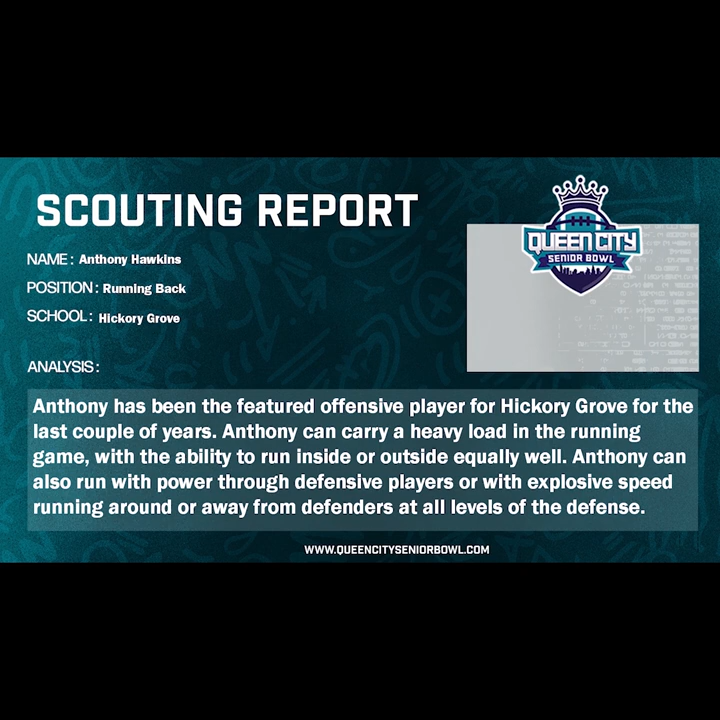 SCOUTING REPORT
QUEEN CITY
SENIOR BOWL
NAME : Anthony Hawkins
POSITION : Running Back
SCHOOL : Hickory Grove
ANALYSIS :
Anthony has been the featured offensive player for Hickory Grove for the
last couple of years. Anthony can carry a heavy load in the running
game, with the ability to run inside or outside equally well. Anthony can
also run with power through defensive players or with explosive speed
running around or away from defenders at all levels of the defense.
WWW.QUEENCITYSENIORBOWL.COM